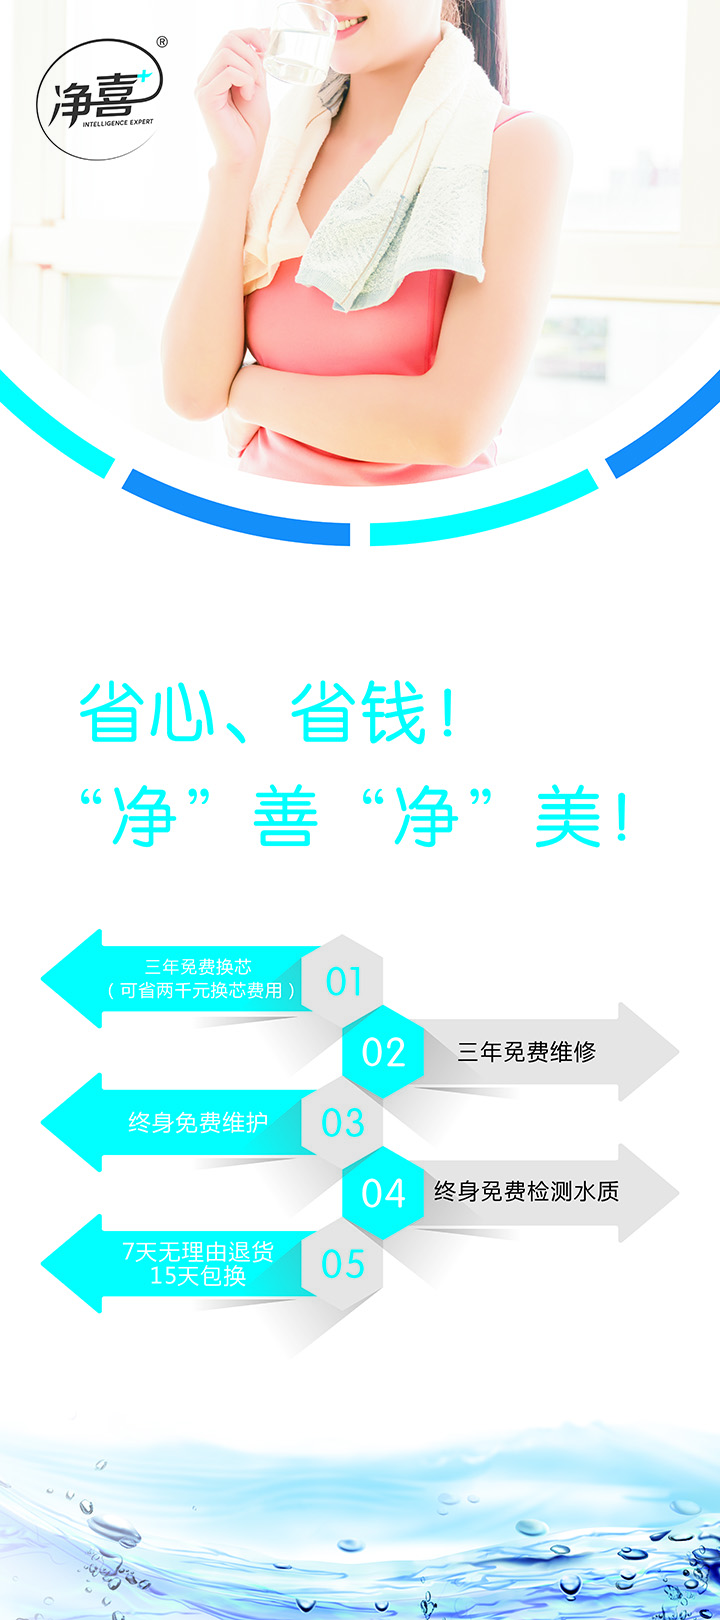 净喜+®
INTELLIGENCE EXPERT
省心、省钱！
“净”善“净”美！
三年免费换芯
（可省两千元换芯费用）
01
02
三年免费维修
终身免费维护
03
04
终身免费检测水质
7天无理由退货
15天包换
05